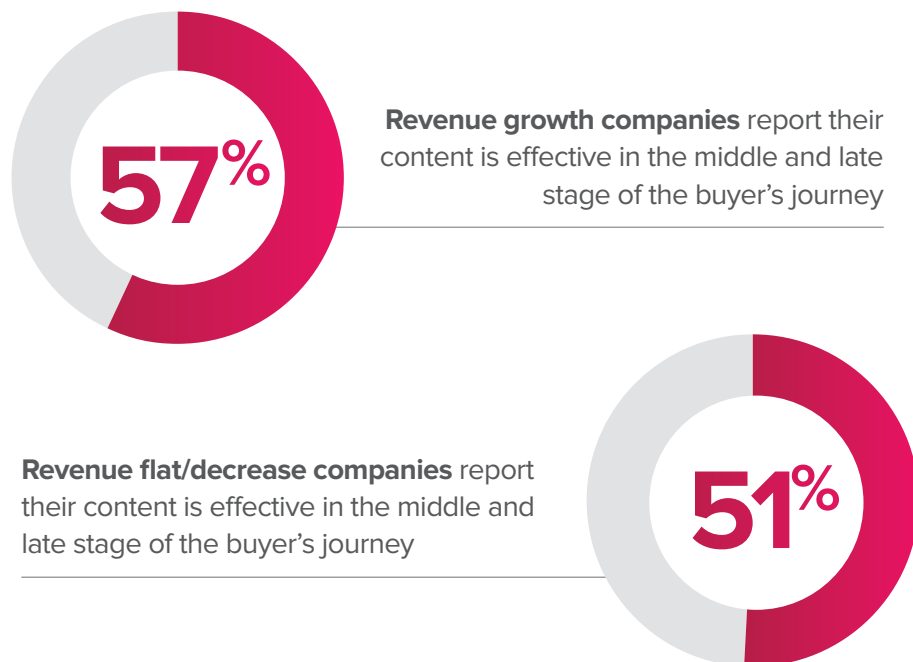 57%
Revenue growth companies report their
content is effective in the middle and late
stage of the buyer’s journey
Revenue flat/decrease companies report
their content is effective in the middle and
late stage of the buyer’s journey
51%